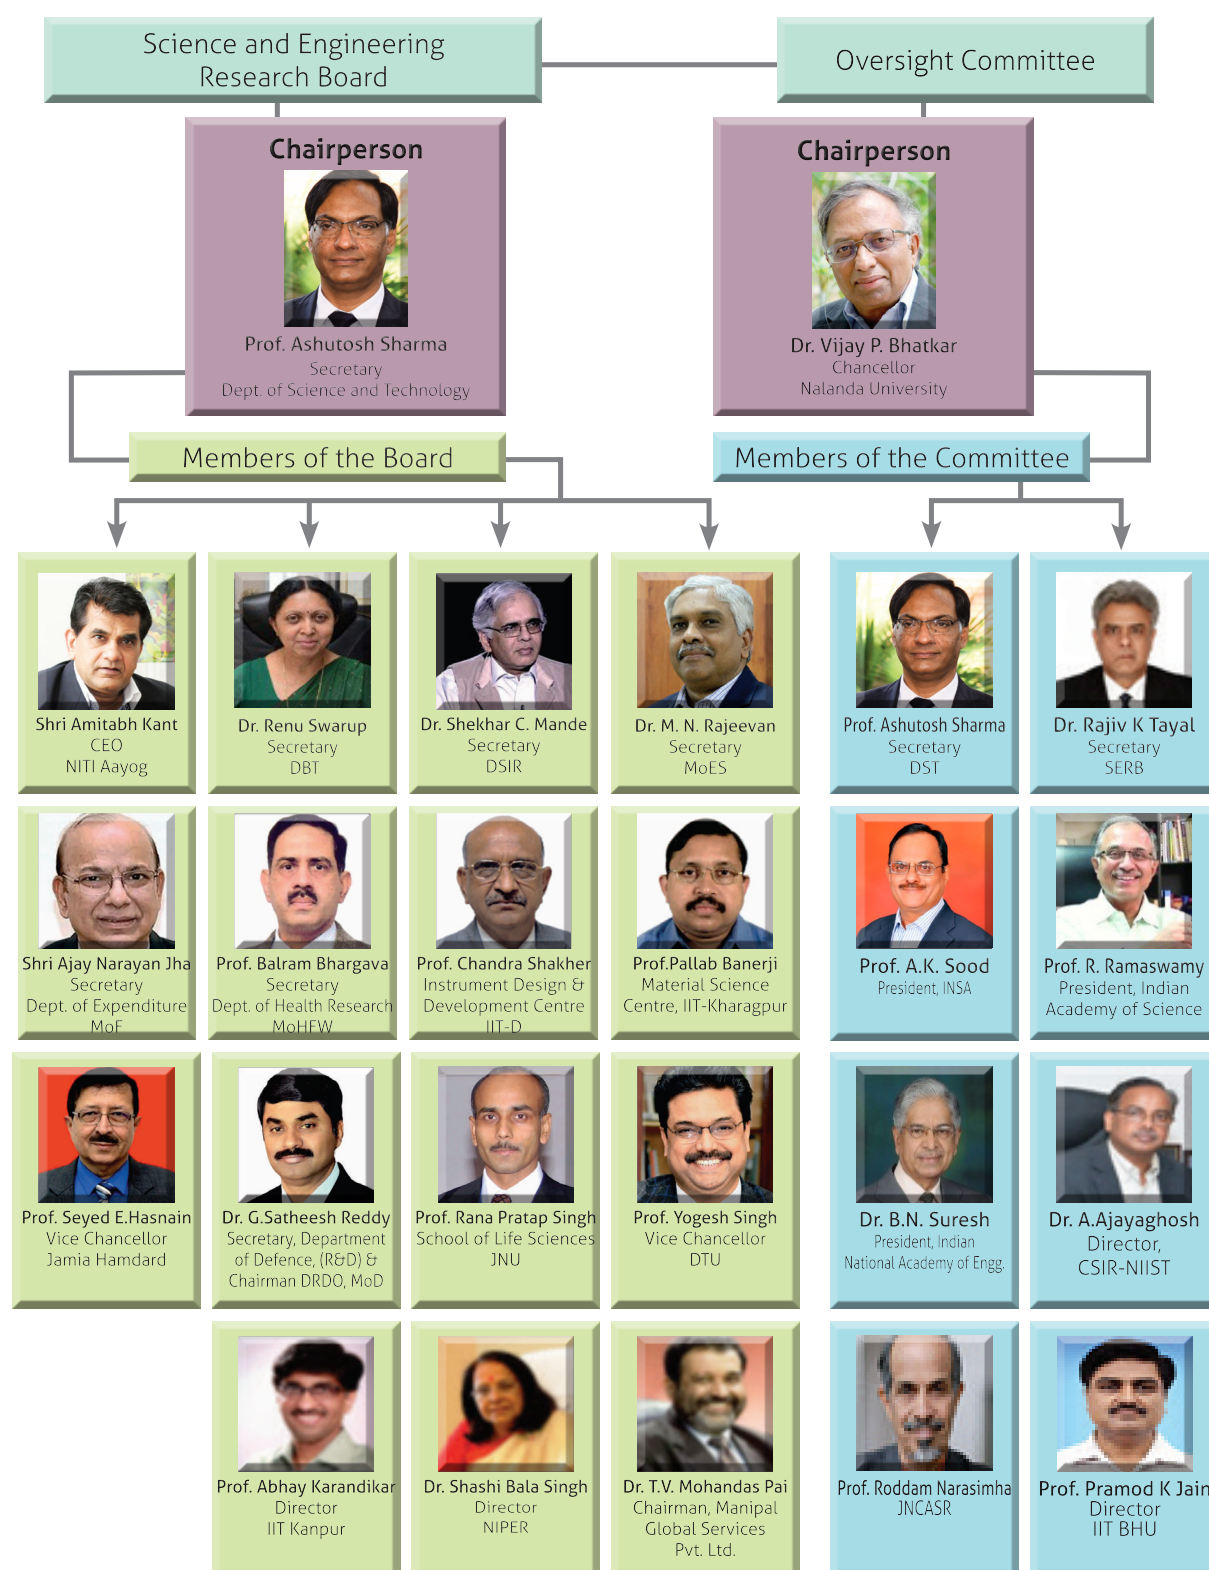 Science and Engineering
Research Board
Oversight Committee
Chairperson
Prof. Ashutosh Sharma
Secretary
Dept. of Science and Technology
Chairperson
Dr. Vijay P. Bhatkar
Chancellor
Nalanda University
Members of the Board
Members of the Committee
Shri Amitabh Kant
CEO
NITI Aayog
Dr. Renu Swarup
Secretary
DBT
Dr. Shekhar C. Mande
Secretary
DSIR
Dr. M. N. Rajeevan
Secretary
MoES
Prof. Ashutosh Sharma
Secretary
DST
Dr. Rajiv K Tayal
Secretary
SERB
Shri Ajay Narayan Jha
Secretary
Dept. of Expenditure
MoF
Prof. Balram Bhargava
Secretary
Dept. of Health Research
MoHFW
Prof. Chandra Shakher
Instrument Design &
Development Centre
IIT-D
Prof.Pallab Banerji
Material Science
Centre, IIT-Kharagpur
Prof. A.K. Sood
President, INSA
Prof. R. Ramaswamy
President, Indian
Academy of Science
Prof. Seyed E.Hasnain
Vice Chancellor
Jamia Hamdard
Dr. G.Satheesh Reddy
Secretary, Department
of Defence, (R&D) &
Chairman DRDO, MoD
Prof. Rana Pratap Singh
School of Life Sciences
JNU
Prof. Yogesh Singh
Vice Chancellor
DTU
Dr. B.N. Suresh
President, Indian
National Academy of Engg.
Dr. A.Ajayaghosh
Director,
CSIR-NIIST
Prof. Abhay Karandikar
Director
IIT Kanpur
Dr. Shashi Bala Singh
Director
NIPER
Dr. T.V. Mohandas Pai
Chairman, Manipal
Global Services
Pvt. Ltd.
Prof. Roddam Narasimha
JNCASR
Prof. Pramod K Jain
Director
IIT BHU